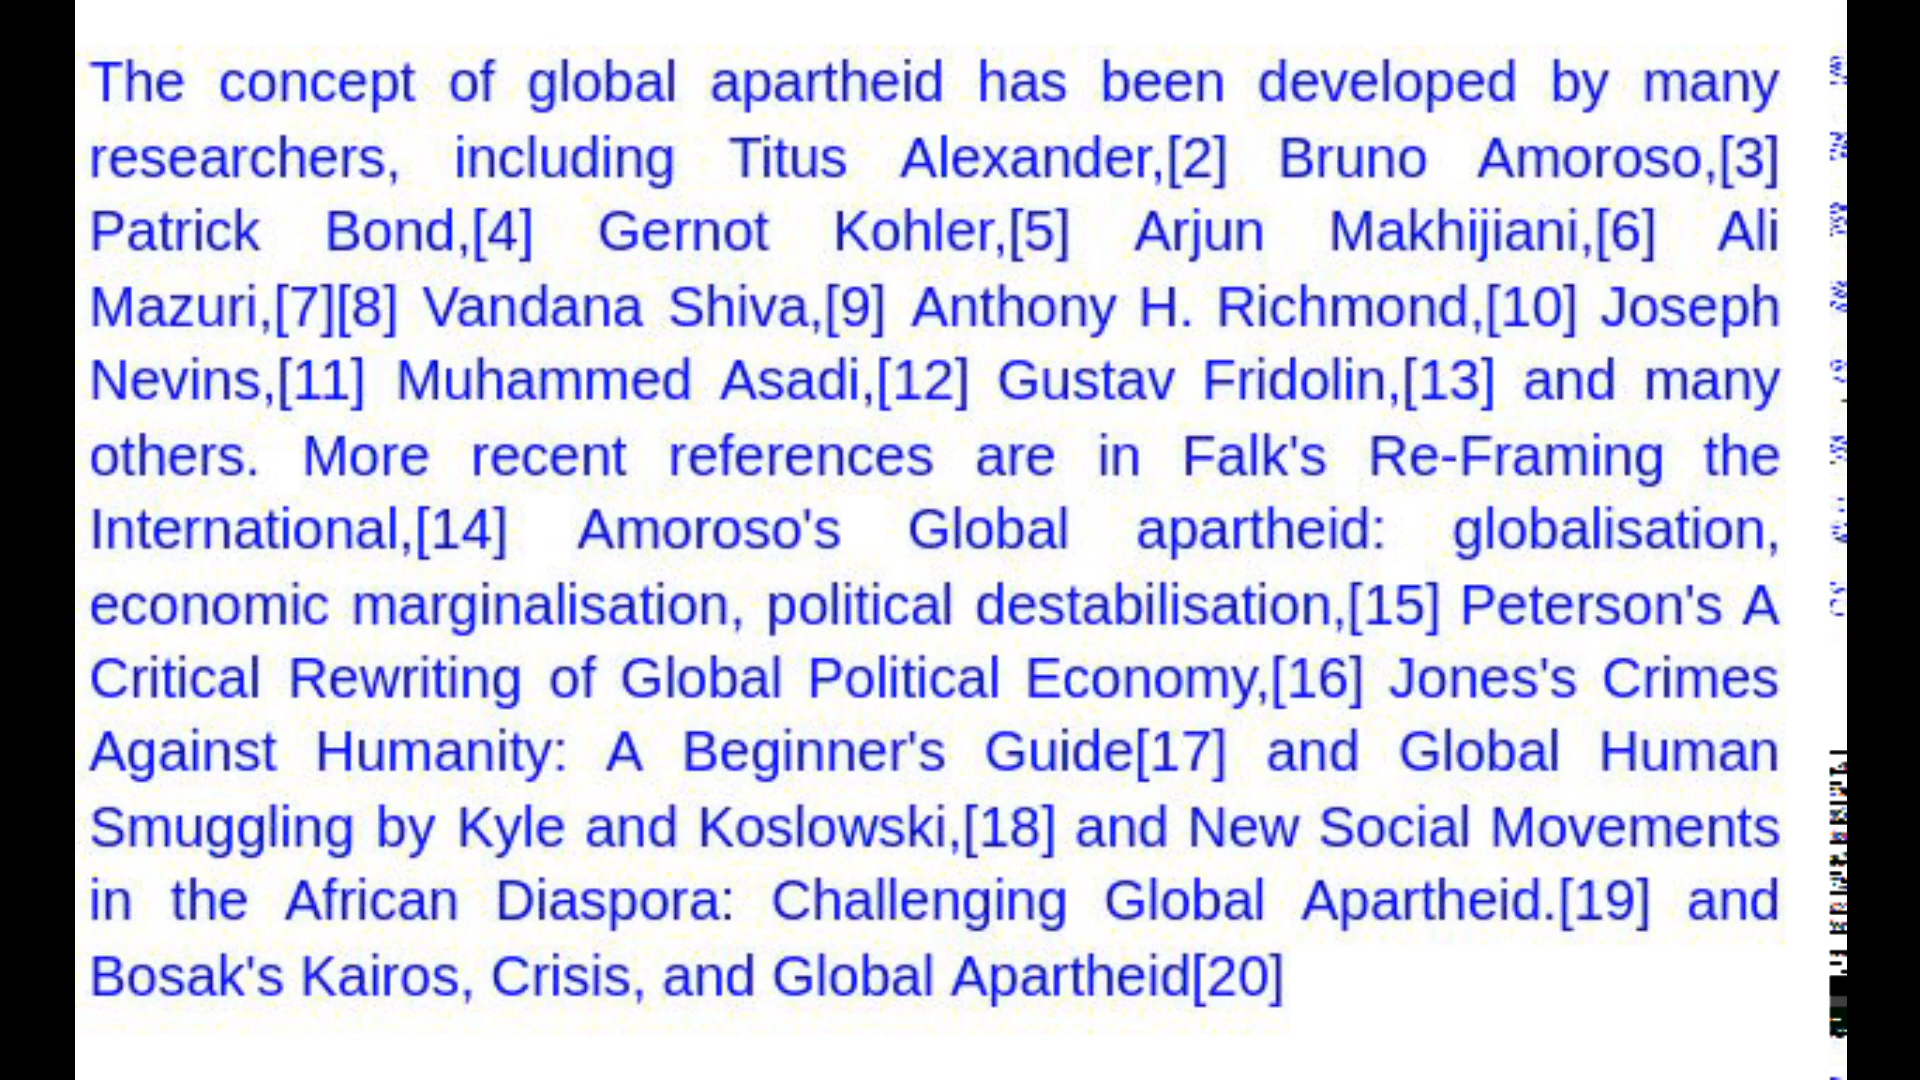 The concept of global apartheid has been developed by many
researchers, including Titus Alexander,[2] Bruno Amoroso,[3]
Patrick Bond,[4] Gernot Kohler,[5] Arjun Makhijiani,[6] Ali
Mazuri,[7][8] Vandana Shiva,[9] Anthony H. Richmond,[10] Joseph
Nevins,[11] Muhammed Asadi,[12] Gustav Fridolin,[13] and many
others. More recent references are in Falk's Re-Framing the
International,[14] Amoroso's Global apartheid: globalisation,
economic marginalisation, political destabilisation,[15] Peterson's A
Critical Rewriting of Global Political Economy,[16] Jones's Crimes
Against Humanity: A Beginner's Guide[17] and Global Human
Smuggling by Kyle and Koslowski,[18] and New Social Movements
in the African Diaspora: Challenging Global Apartheid.[19] and
Bosak's Kairos, Crisis, and Global Apartheid[20]